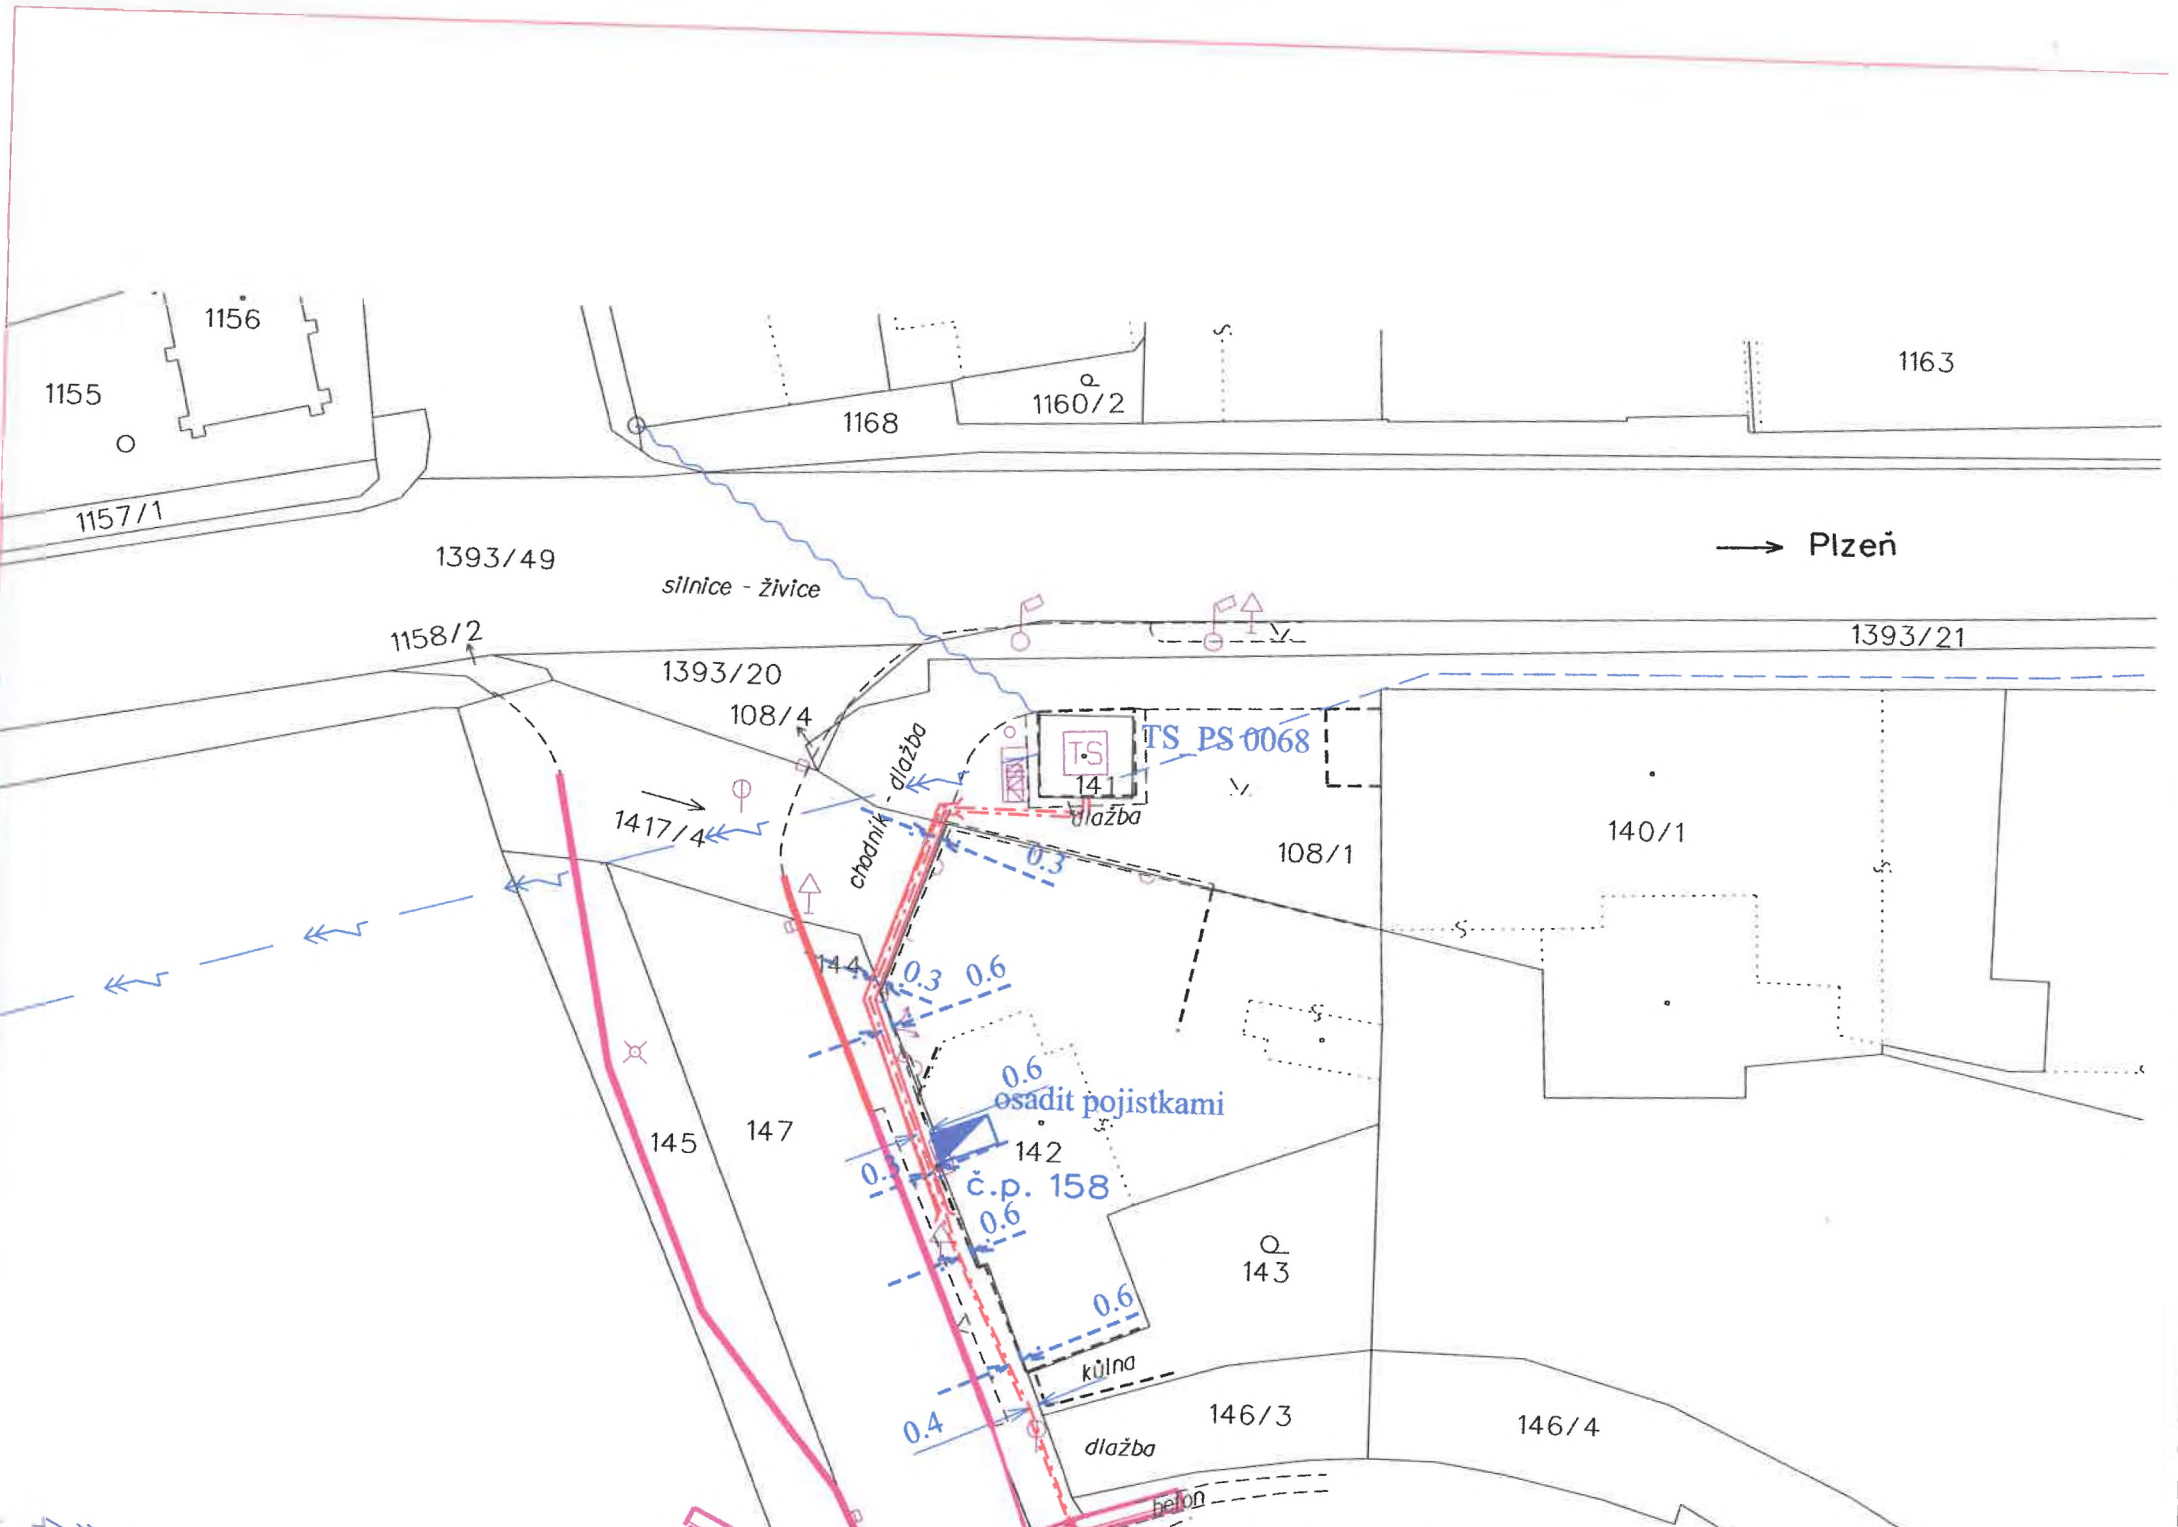 1156
1155
1163
1160/2
1168
1157/1
1393/49
silnice - živice
Plzeň
1158/2
1393/21
1393/20
108/4
TS_PS 0068
TS
141
dlažba
chodník - dlažba
1417/4
108/1
140/1
0.3
144
0.3
0.6
0.6
osadit pojistkami
145
147
142
0.3
č.p. 158
0.6
143
0.6
kůlna
0.4
146/3
146/4
dlažba
beton